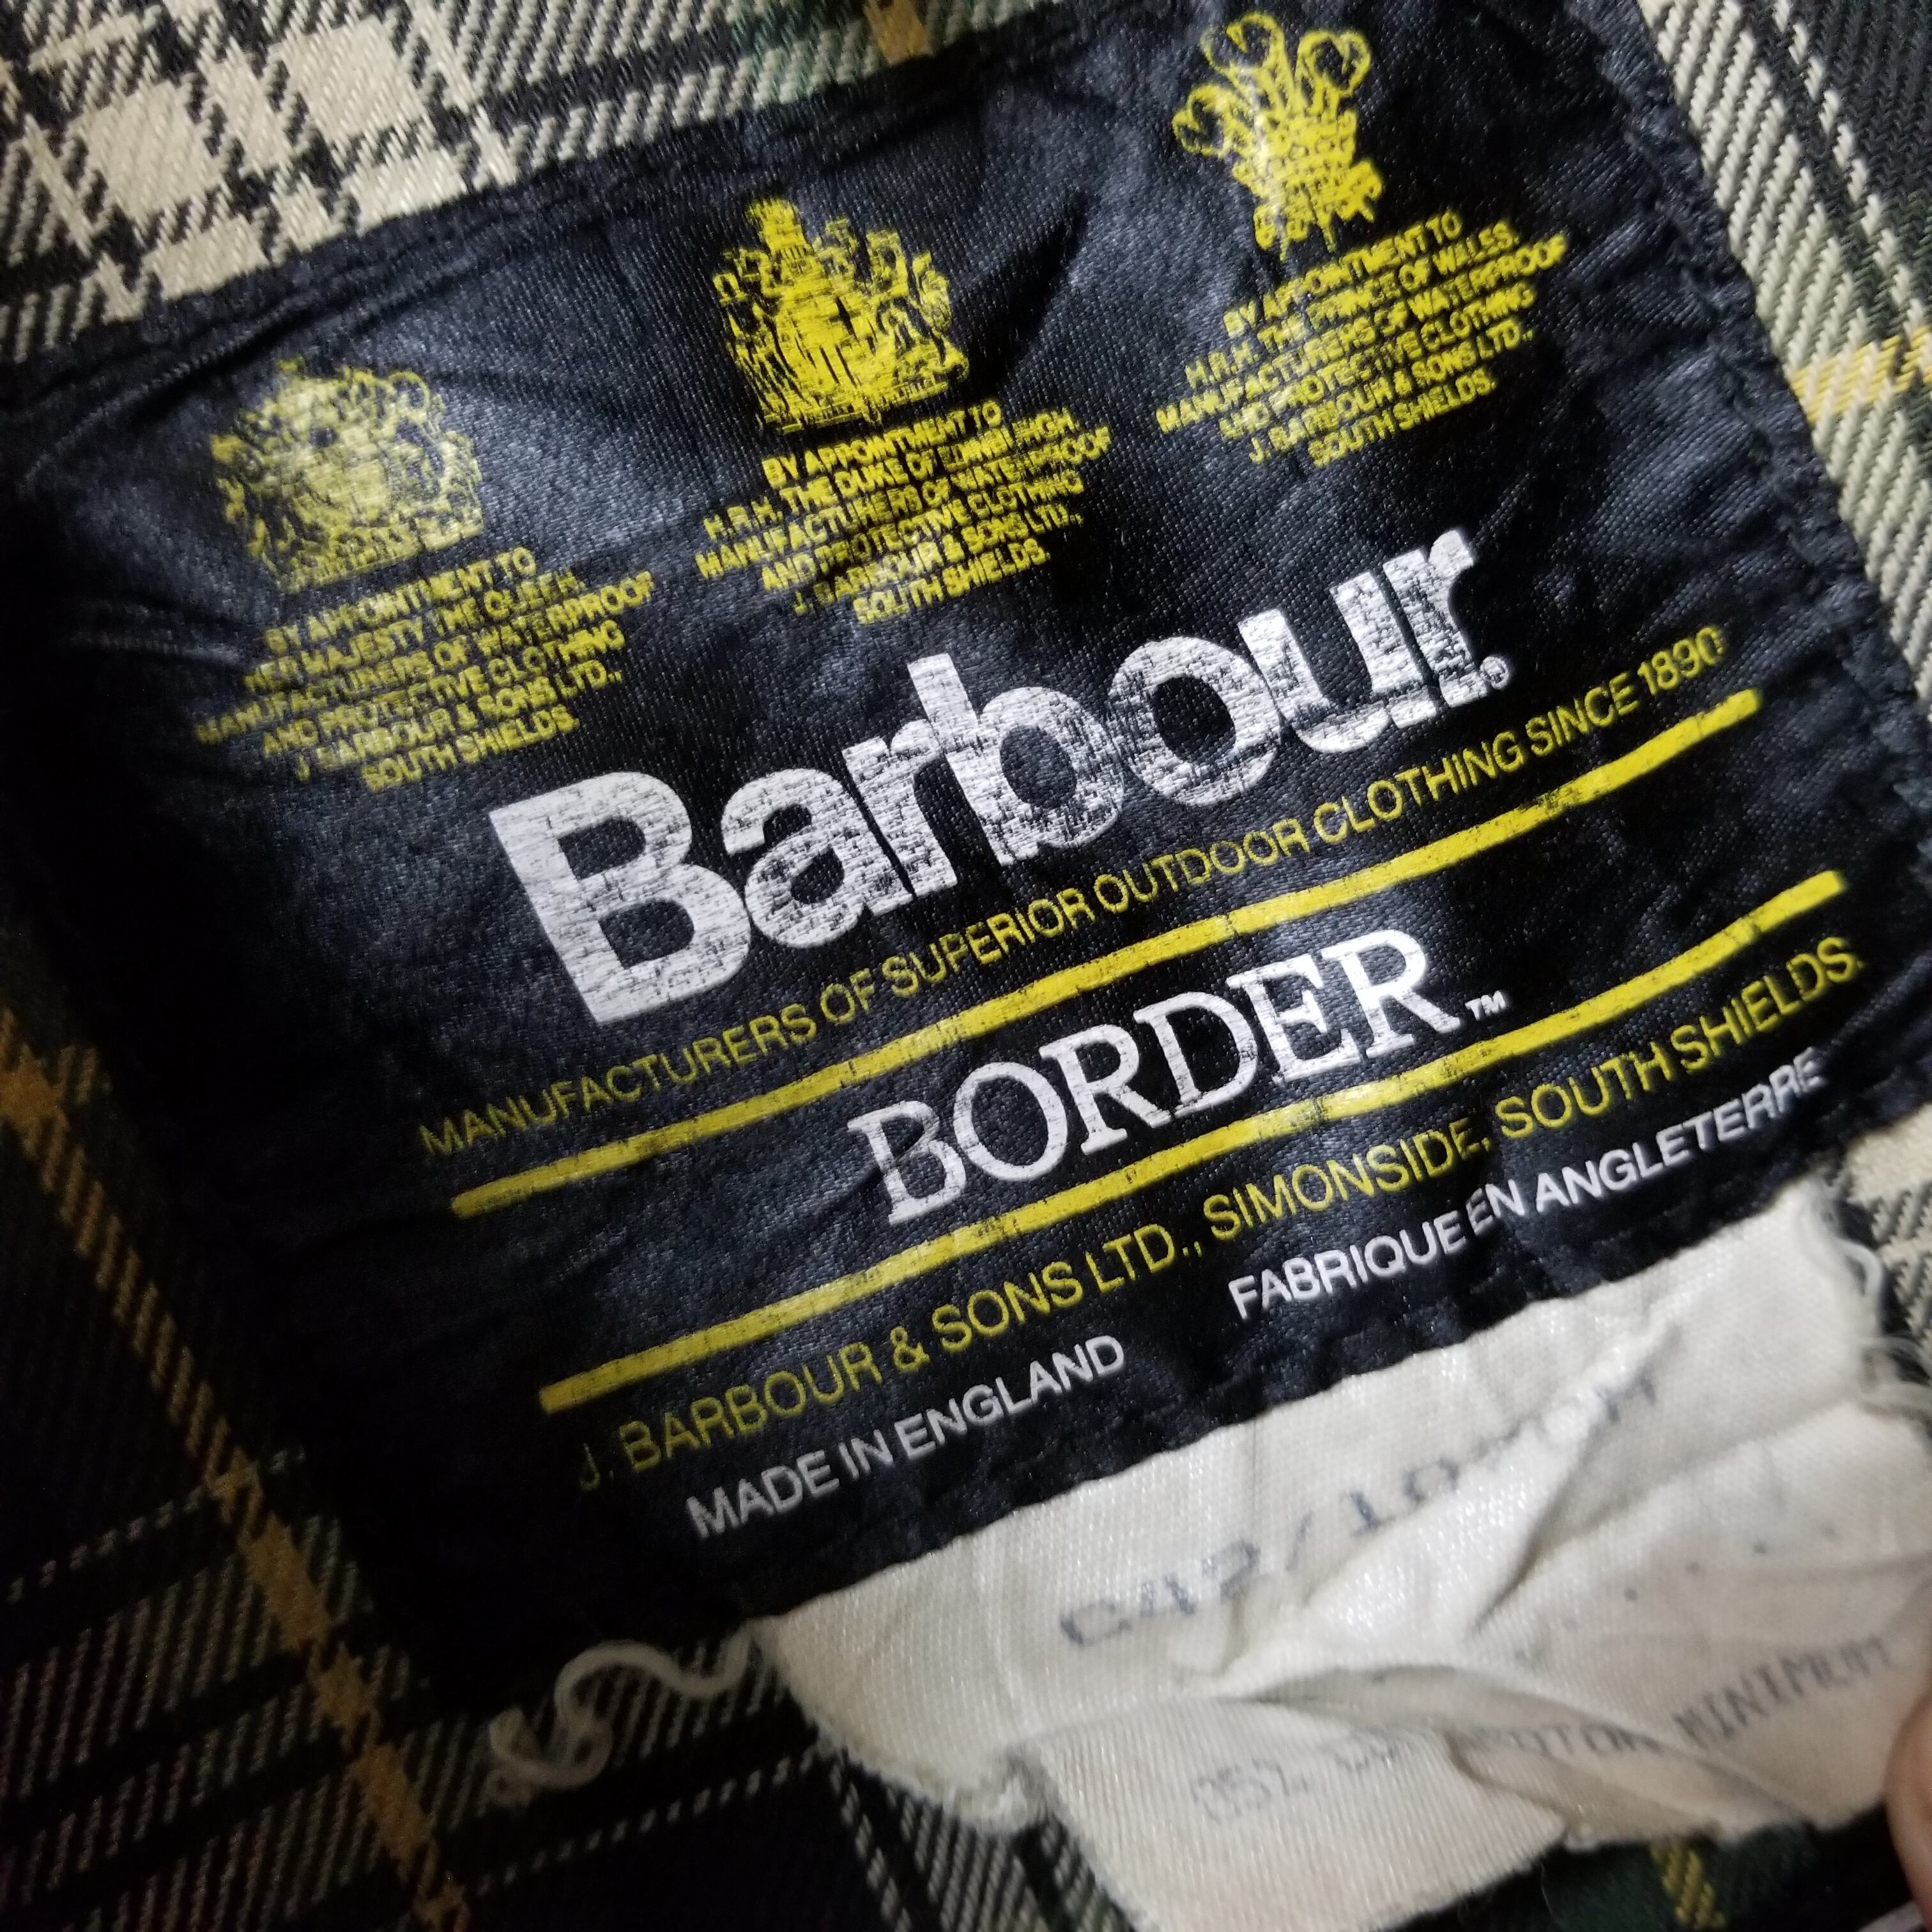 BY APPOINTMENT TO
HER MAJESTY THE QUEEN,
MANUFACTURERS OF WATERPROOF
AND PROTECTIVE CLOTHING
J. BARBOUR & SONS LTD.,
SOUTH SHIELDS.
BY APPOINTMENT TO
H.R.H. THE DUKE OF EDINBURGH,
MANUFACTURERS OF WATERPROOF
AND PROTECTIVE CLOTHING
J. BARBOUR & SONS LTD.,
SOUTH SHIELDS.
BY APPOINTMENT TO
H.R.H. THE PRINCE OF WALES,
MANUFACTURERS OF WATERPROOF
AND PROTECTIVE CLOTHING
J. BARBOUR & SONS LTD.,
SOUTH SHIELDS.
Barbour®
MANUFACTURERS OF SUPERIOR OUTDOOR CLOTHING SINCE 1890
BORDER™
J. BARBOUR & SONS LTD., SIMONSIDE, SOUTH SHIELDS.
MADE IN ENGLAND FABRIQUE EN ANGLETERRE
MINIMUM